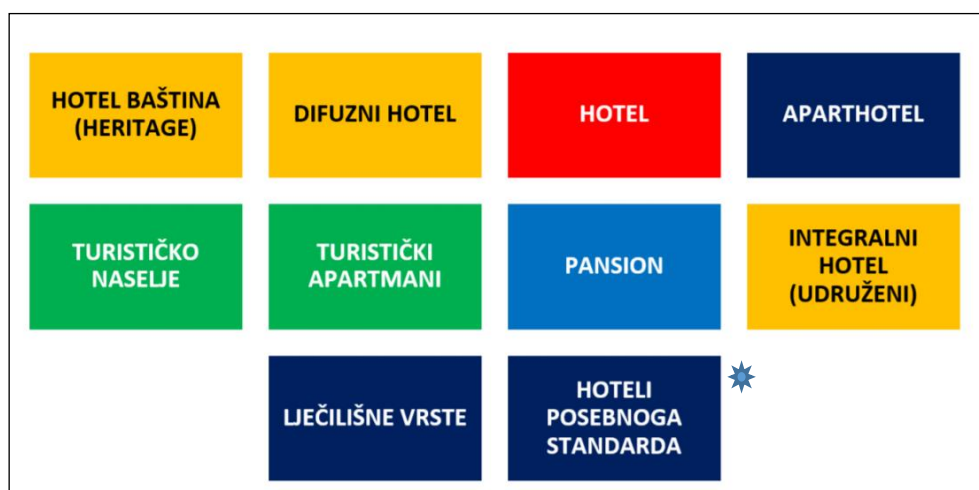 HOTEL BAŠTINA
(HERITAGE)
DIFUZNI HOTEL
HOTEL
APARTHOTEL
TURISTIČKO
NASELJE
TURISTIČKI
APARTMANI
PANSION
INTEGRALNI
HOTEL
(UDRUŽENI)
LJEČILIŠNE VRSTE
HOTELI
POSEBNOGA
STANDARDA